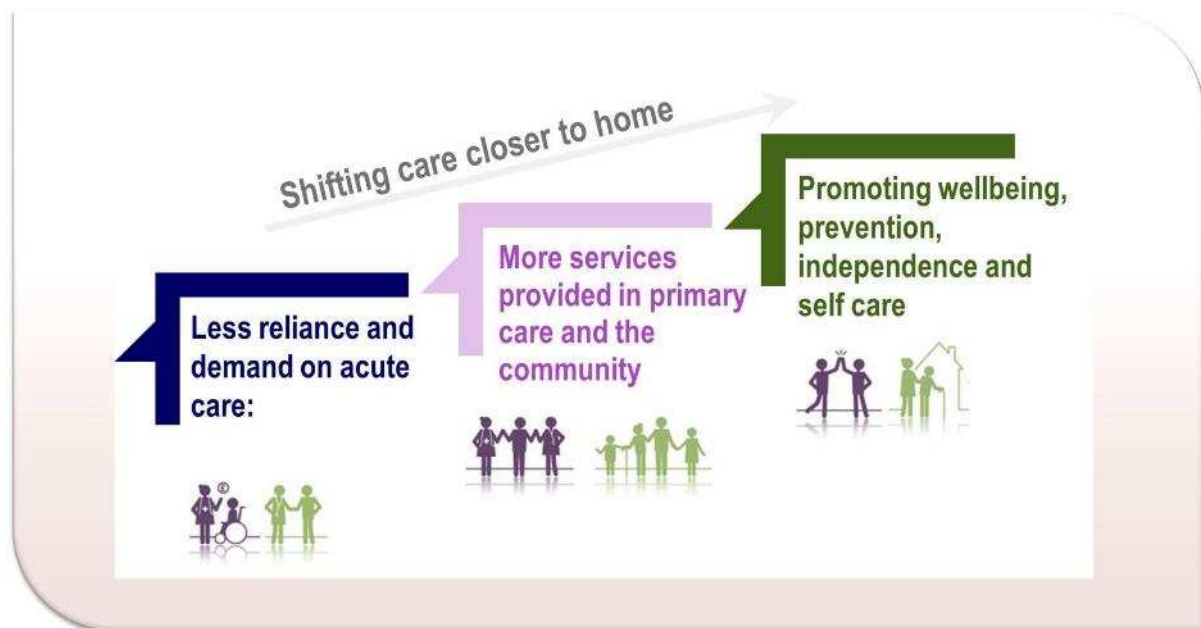 Shifting care closer to home
Less reliance and
demand on acute
care:
More services
provided in primary
care and the
community
Promoting wellbeing,
prevention,
independence and
self care